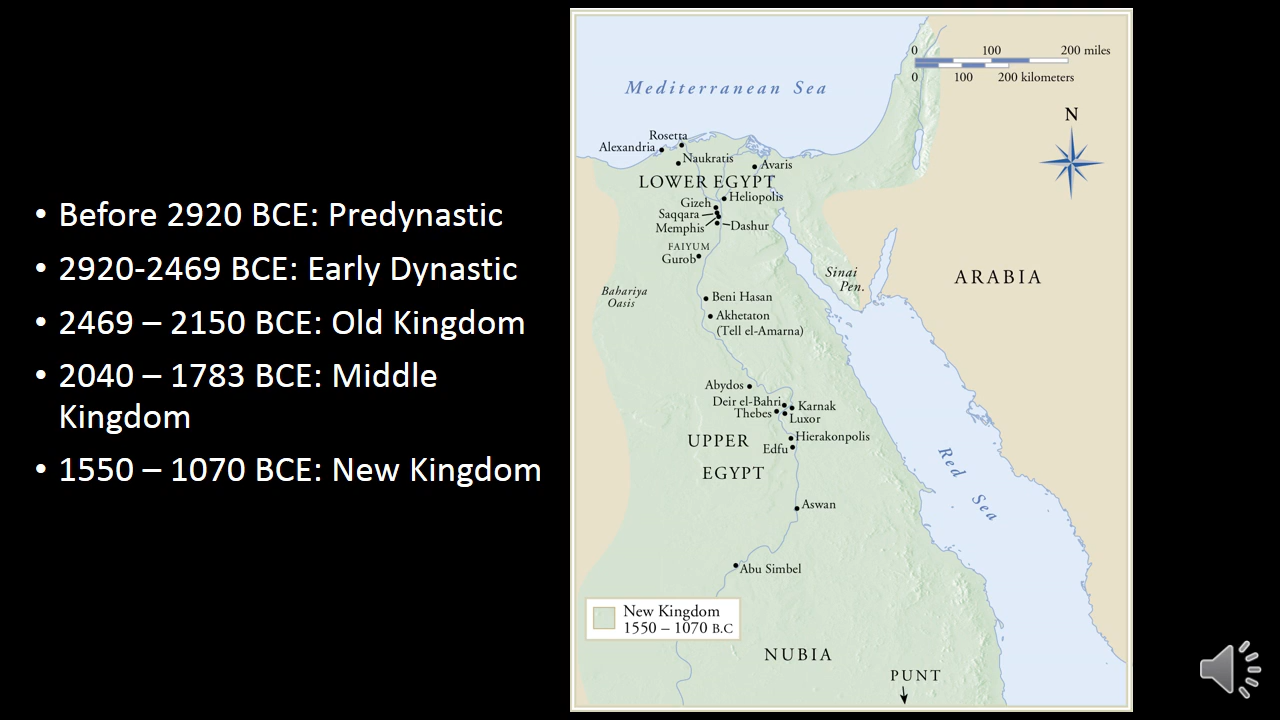 • Before 2920 BCE: Predynastic
• 2920-2469 BCE: Early Dynastic
• 2469 – 2150 BCE: Old Kingdom
• 2040 – 1783 BCE: Middle
Kingdom
• 1550 – 1070 BCE: New Kingdom
0 100 200 miles
0 100 200 kilometers
Mediterranean Sea
N
Rosetta
Alexandria
Naukratis
Avaris
LOWER EGYPT
Heliopolis
Gizeh
Saqqara
Memphis
Dashur
FAIYUM
Gurob
Sinai
Pen.
ARABIA
Bahariya
Oasis
Beni Hasan
Akhetaton
(Tell el-Amarna)
Abydos
Deir el-Bahri
Karnak
Thebes
Luxor
Hierakonpolis
UPPER
EGYPT
Edfu
Red Sea
Aswan
Abu Simbel
New Kingdom
1550 – 1070 B.C
NUBIA
PUNT